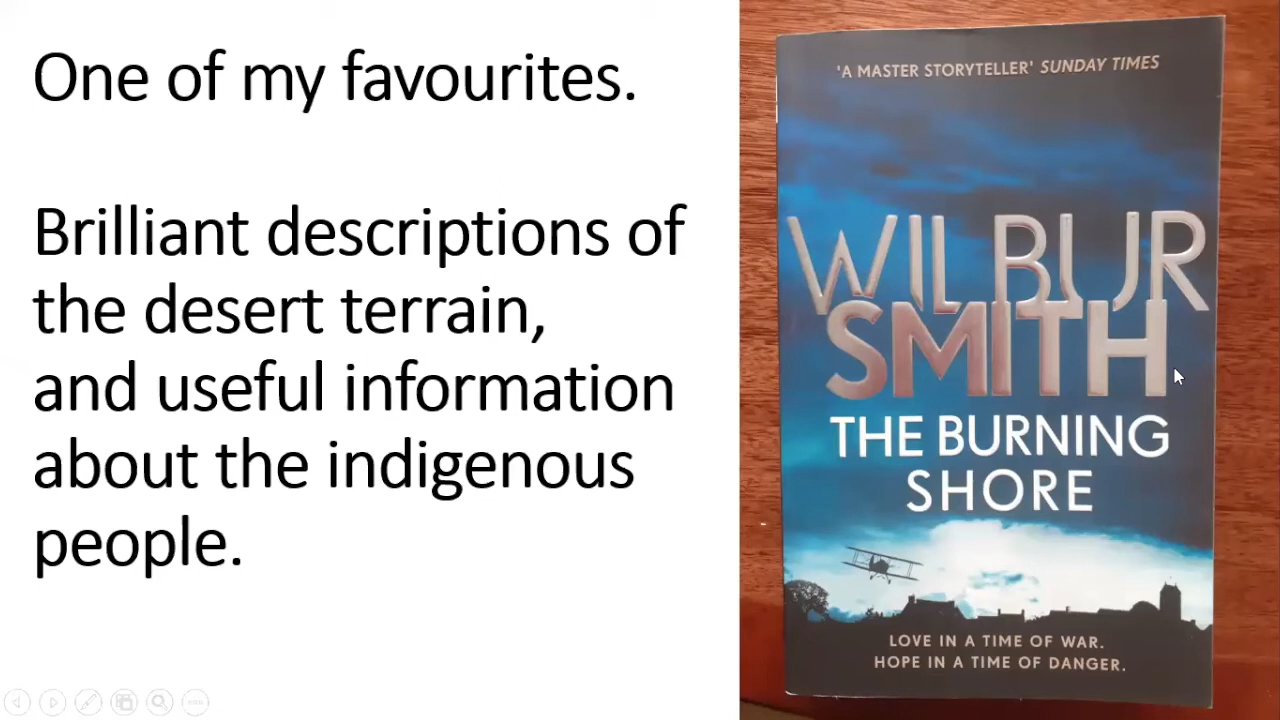 One of my favourites.
Brilliant descriptions of
the desert terrain,
and useful information
about the indigenous
people.
'A MASTER STORYTELLER' SUNDAY TIMES
WILBUR
SMITH
THE BURNING
SHORE
LOVE IN A TIME OF WAR.
HOPE IN A TIME OF DANGER.